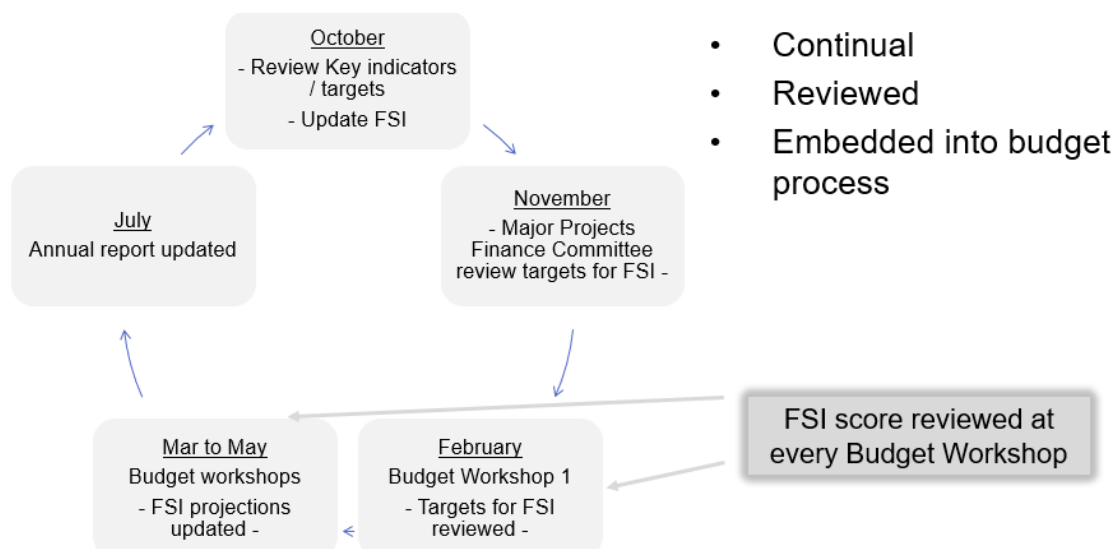 October
- Review Key indicators
/ targets
- Update FSI
• Continual
• Reviewed
• Embedded into budget
process
November
- Major Projects
Finance Committee
review targets for FSI -
July
Annual report updated
Mar to May
Budget workshops
- FSI projections
updated -
February
Budget Workshop 1
- Targets for FSI
reviewed -
FSI score reviewed at
every Budget Workshop